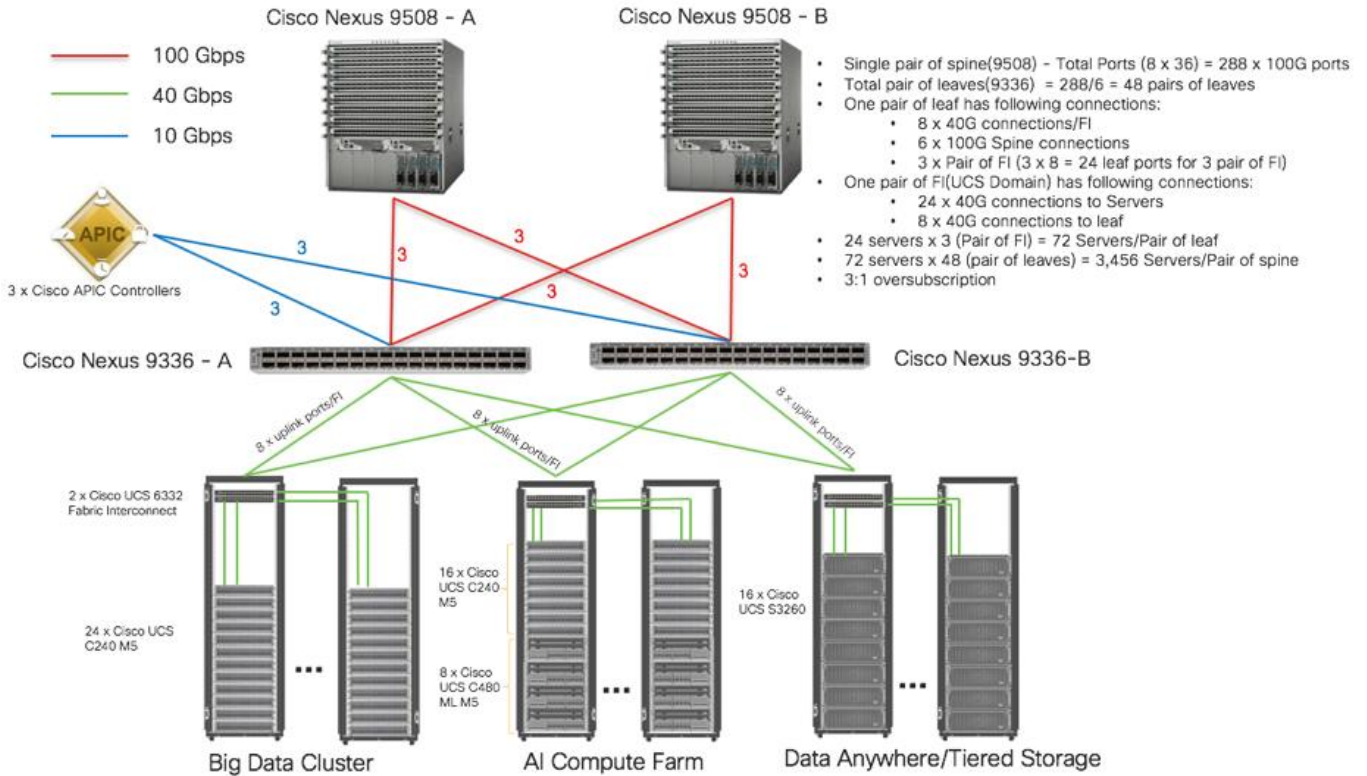 Cisco Nexus 9508 - A
Cisco Nexus 9508 - B
100 Gbps
40 Gbps
10 Gbps
• Single pair of spine(9508) - Total Ports (8 x 36) = 288 x 100G ports
• Total pair of leaves(9336) = 288/6 = 48 pairs of leaves
• One pair of leaf has following connections:
• 8 x 40G connections/FI
• 6 x 100G Spine connections
• 3 x Pair of FI (3 x 8 = 24 leaf ports for 3 pair of FI)
• One pair of FI(UCS Domain) has following connections:
• 24 x 40G connections to Servers
• 8 x 40G connections to leaf
• 24 servers x 3 (Pair of FI) = 72 Servers/Pair of leaf
• 72 servers x 48 (pair of leaves) = 3,456 Servers/Pair of spine
• 3:1 oversubscription
APIC
3 x Cisco APIC Controllers
3
3
3
3
3
3
Cisco Nexus 9336 - A
Cisco Nexus 9336-B
8 x uplink ports/FI
8 x uplink ports/FI
8 x uplink ports/FI
2 x Cisco UCS 6332
Fabric Interconnect
24 x Cisco UCS
C240 M5
...
16 x Cisco
UCS C240
M5
8 x Cisco
UCS C480
ML M5
...
16 x Cisco
UCS S3260
...
Big Data Cluster
AI Compute Farm
Data Anywhere/Tiered Storage